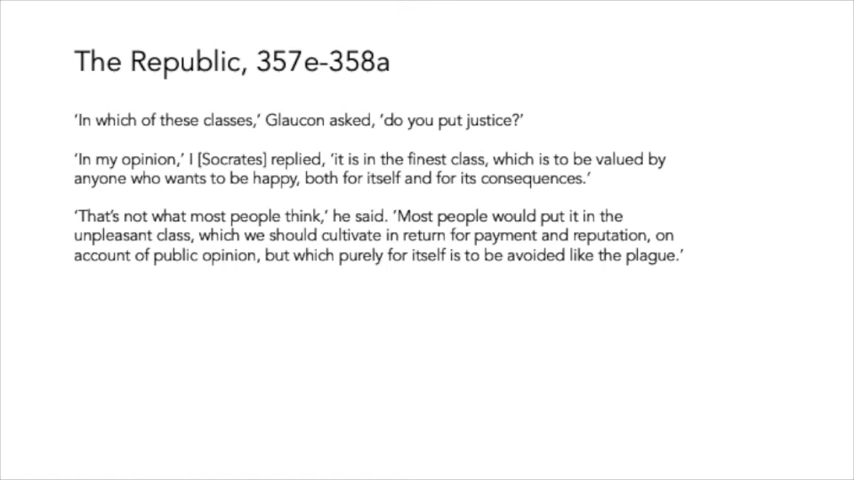 The Republic, 357e-358a
‘In which of these classes,’ Glaucon asked, ‘do you put justice?’
‘In my opinion,’ I [Socrates] replied, ‘it is in the finest class, which is to be valued by
anyone who wants to be happy, both for itself and for its consequences.’
‘That’s not what most people think,’ he said. ‘Most people would put it in the
unpleasant class, which we should cultivate in return for payment and reputation, on
account of public opinion, but which purely for itself is to be avoided like the plague.’